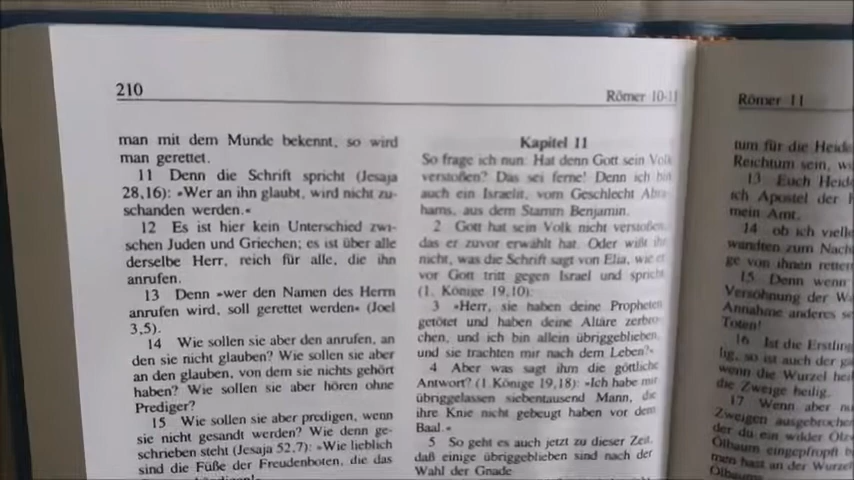 210
Römer 10-11
man mit dem Munde bekennt, so wird
man gerettet.
11 Denn die Schrift spricht (Jesaja
28,16): »Wer an ihn glaubt, wird nicht zu-
schanden werden.«
12 Es ist hier kein Unterschied zwi-
schen Juden und Griechen; es ist über alle
derselbe Herr, reich für alle, die ihn
anrufen.
13 Denn »wer den Namen des Herrn
anrufen wird, soll gerettet werden« (Joel
3,5).
14 Wie sollen sie aber den anrufen, an
den sie nicht glauben? Wie sollen sie aber
an den glauben, von dem sie nichts gehört
haben? Wie sollen sie aber hören ohne
Prediger?
15 Wie sollen sie aber predigen, wenn
sie nicht gesandt werden? Wie denn ge-
schrieben steht (Jesaja 52,7): »Wie lieblich
sind die Füße der Freudenboten, die das
Kapitel 11
So frage ich nun: Hat denn Gott sein Volk
verstoßen? Das sei ferne! Denn ich bin
auch ein Israelit, vom Geschlecht Abra-
hams, aus dem Stamm Benjamin.
2 Gott hat sein Volk nicht verstoßen,
das er zuvor erwählt hat. Oder wißt ihr
nicht, was die Schrift sagt von Elia, wie er
vor Gott tritt gegen Israel und spricht
(1. Könige 19,10):
3 »Herr, sie haben deine Propheten
getötet und haben deine Altäre zerbro-
chen, und ich bin allein übriggeblieben,
und sie trachten mir nach dem Leben?«
4 Aber was sagt ihm die göttliche
Antwort? (1. Könige 19,18): »Ich habe mir
übriggelassen siebentausend Mann, die
ihre Knie nicht gebeugt haben vor dem
Baal.«
5 So geht es auch jetzt zu dieser Zeit,
daß einige übriggeblieben sind nach der
Wahl der Gnade
Römer 11
tum für die Heide
Reichtum sein, w
13 Euch Heid
ich Apostel der H
mein Amt,
14 ob ich viell
wandten zum Nach
ge von ihnen retten
15 Denn wenn
Versöhnung der W
Annahme anderes se
Toten!
16 Ist die Erstling
lig, so ist auch der ga
wenn die Wurzel heil
die Zweige heilig.
17 Wenn aber nu
Zweigen ausgebroche
der du ein wilder Ölz
Ölbaum eingepfropft b
men hast an der Wurzel
Ölbaums